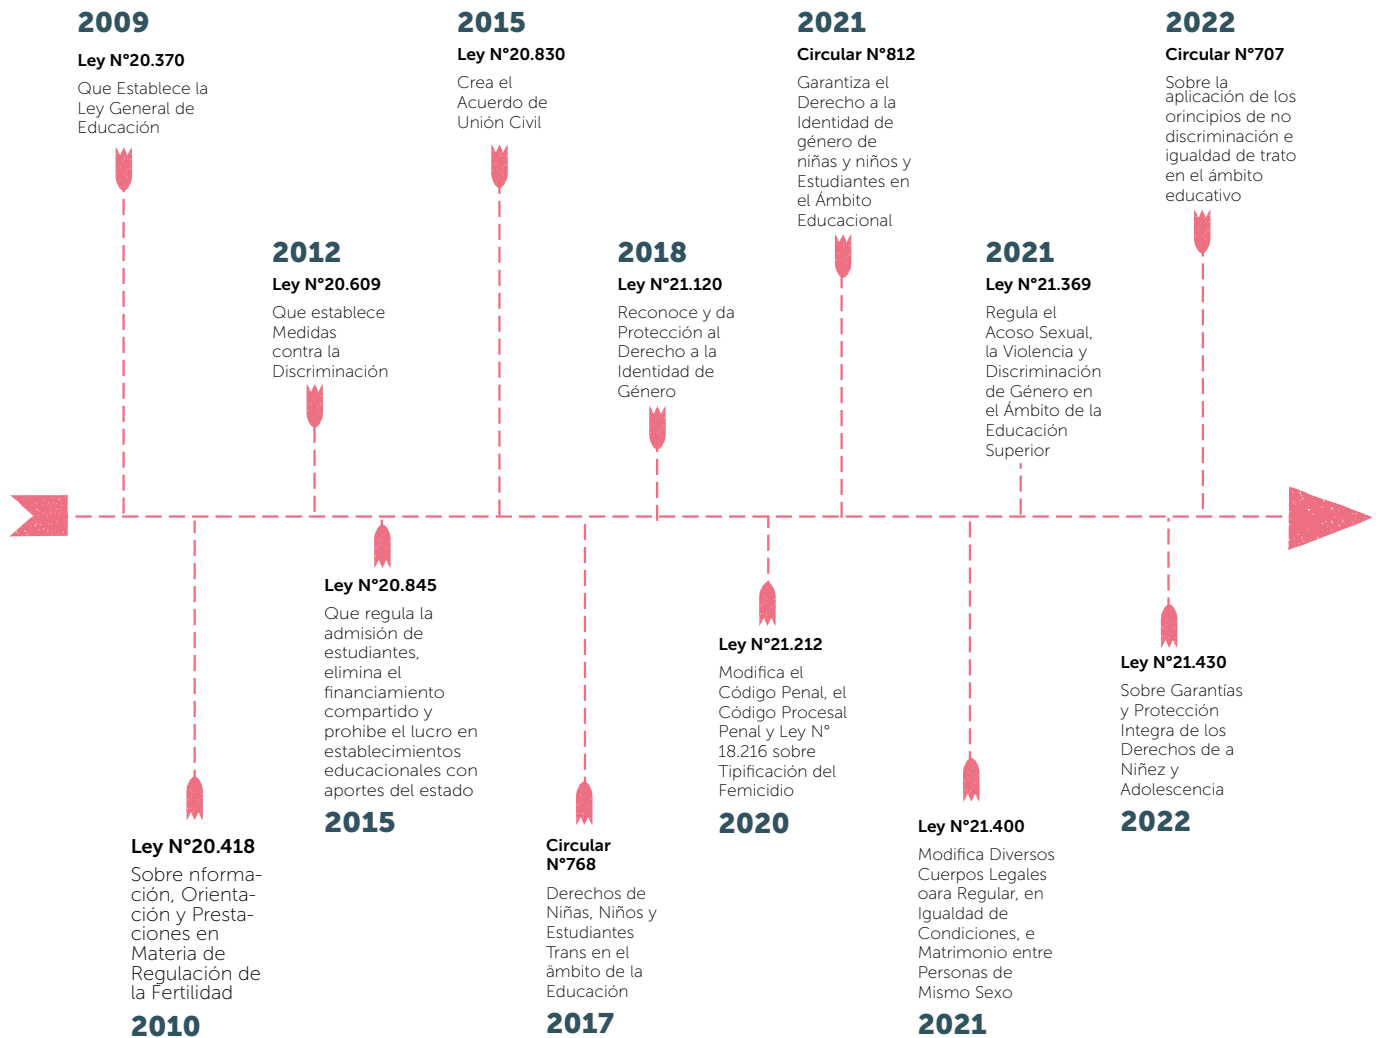 2009
Ley N°20.370
Que Establece la
Ley General de
Educación
2015
Ley N°20.830
Crea el
Acuerdo de
Unión Civil
2021
Circular N°812
Garantiza el
Derecho a la
Identidad de
género de
niñas y niños y
Estudiantes en
el Ámbito
Educacional
2022
Circular N°707
Sobre la
aplicación de los
orincipios de no
discriminación e
igualdad de trato
en el ámbito
educativo
2012
Ley N°20.609
Que establece
Medidas
contra la
Discriminación
2018
Ley N°21.120
Reconoce y da
Protección al
Derecho a la
Identidad de
Género
2021
Ley N°21.369
Regula el
Acoso Sexual,
la Violencia y
Discriminación
de Género en
el Ámbito de la
Educación
Superior
Ley N°20.418
Sobre nforma-
ción, Orienta-
ción y Presta-
ciones en
Materia de
Regulación de
la Fertilidad
2010
Ley N°20.845
Que regula la
admisión de
estudiantes,
elimina el
financiamiento
compartido y
prohibe el lucro en
establecimientos
educacionales con
aportes del estado
2015
Circular
N°768
Derechos de
Niñas, Niños y
Estudiantes
Trans en el
ämbito de la
Educación
2017
Ley N°21.212
Modifica el
Código Penal, el
Código Procesal
Penal y Ley N°
18.216 sobre
Tipificación del
Femicidio
2020
Ley N°21.400
Modifica Diversos
Cuerpos Legales
oara Regular, en
Igualdad de
Condiciones, e
Matrimonio entre
Personas de
Mismo Sexo
2021
Ley N°21.430
Sobre Garantías
y Protección
Integra de los
Derechos de a
Niñez y
Adolescencia
2022